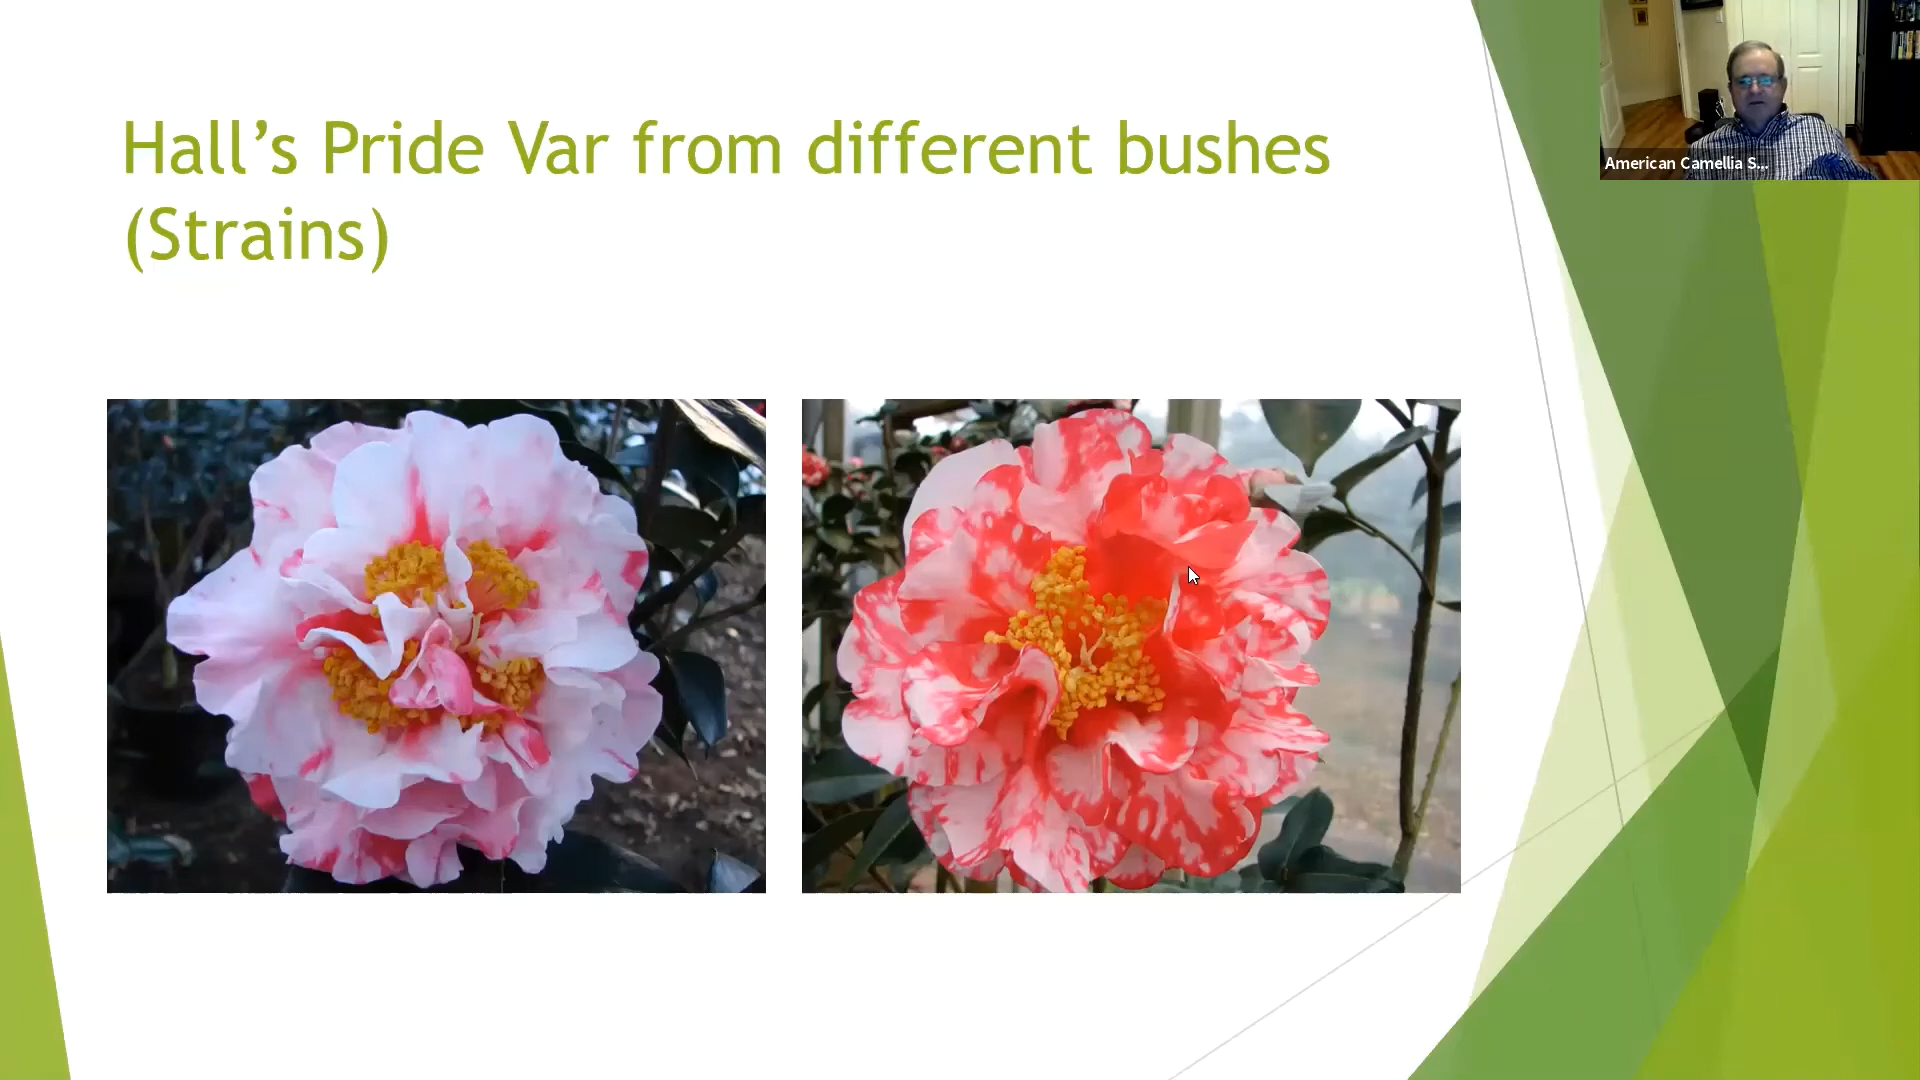 Hall’s Pride Var from different bushes
(Strains)
American Camellia S...